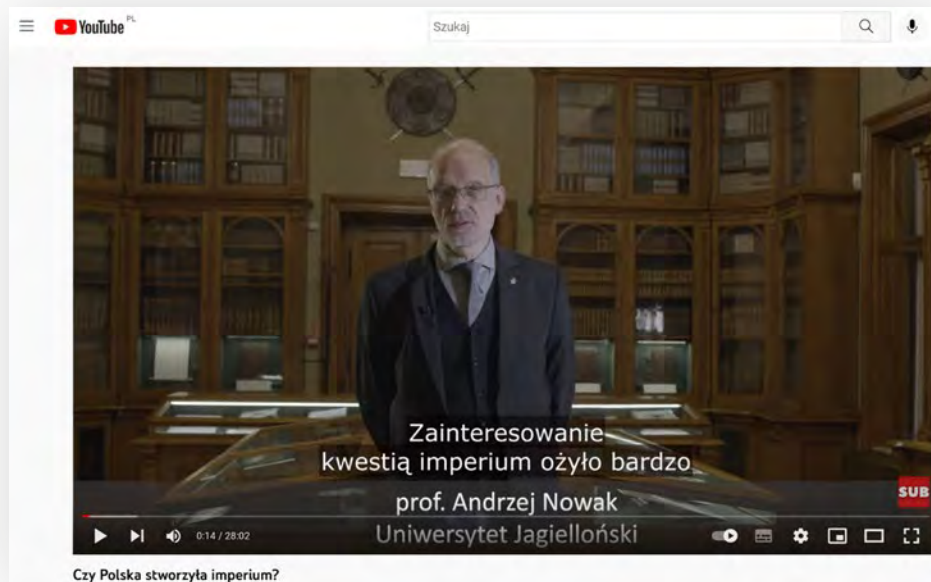 YouTube PL
Szukaj
Zainteresowanie
kwestią imperium ożyło bardzo
prof. Andrzej Nowak
SUB
0:14 / 28:02
Uniwersytet Jagielloński
Czy Polska stworzyła imperium?